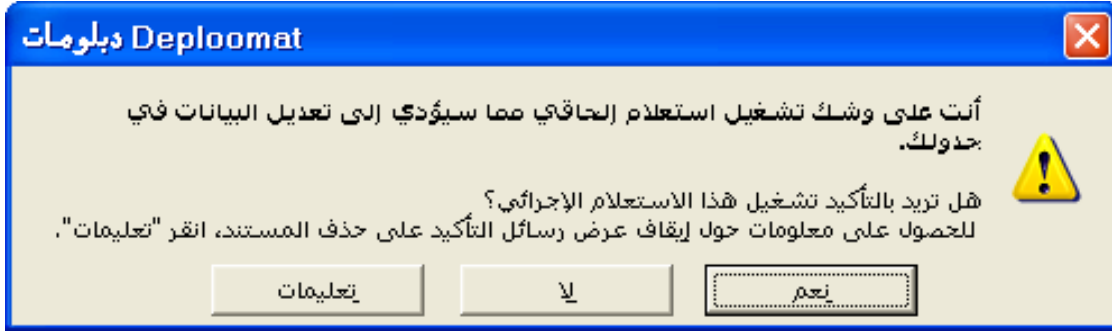 دبلومات Deploomat
أنت على وشك تشغيل استعلام إلحاقي مما سيؤدي إلى تعديل البيانات في
جدولك.
هل تريد بالتأكيد تشغيل هذا الاستعلام الإجرائي؟
للحصول على معلومات حول إيقاف عرض رسائل التأكيد على حذف المستند، انقر "تعليمات".
نعم
لا
تعليمات